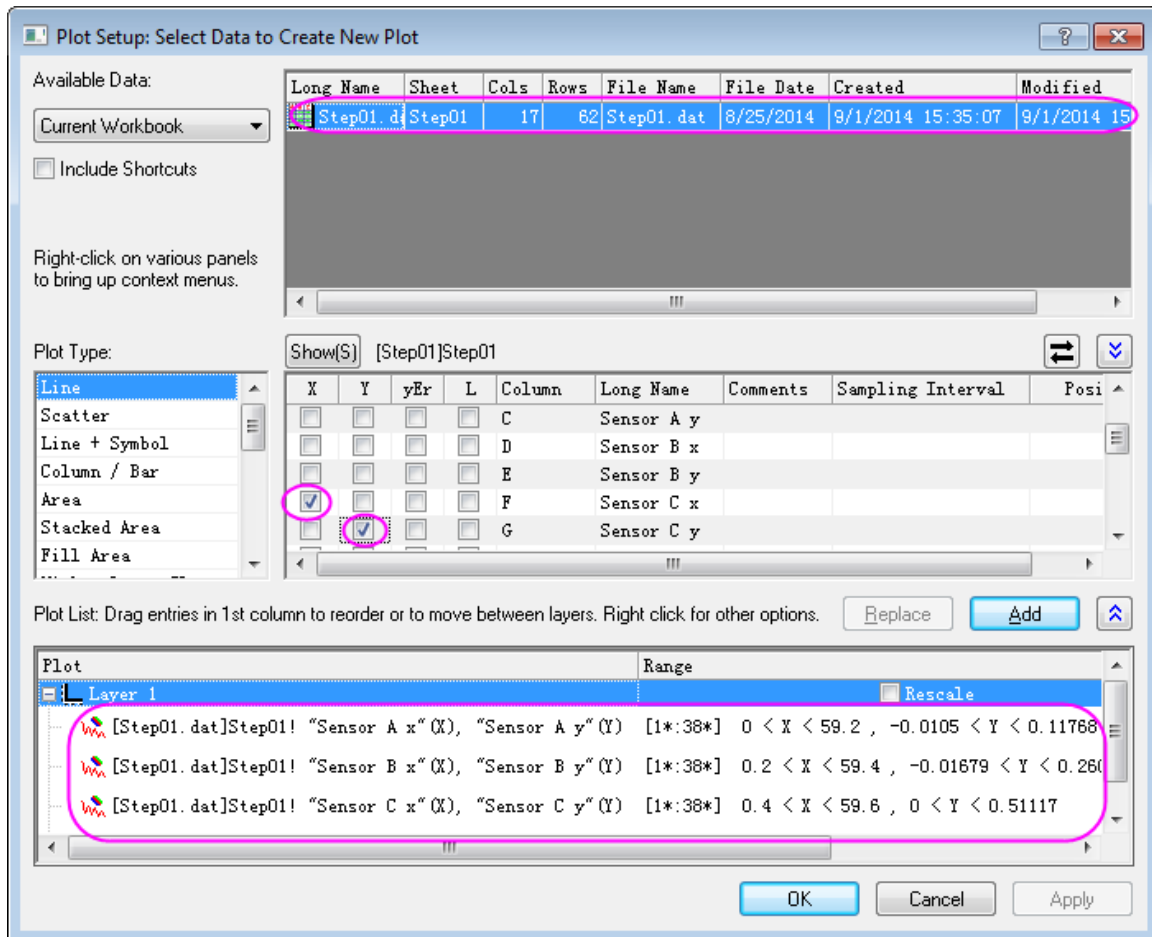 Plot Setup: Select Data to Create New Plot
Available Data:
Current Workbook
Include Shortcuts
Right-click on various panels
to bring up context menus.
Long Name Sheet Cols Rows File Name File Date Created Modified
Step01.d Step01 17 62 Step01.dat 8/25/2014 9/1/2014 15:35:07 9/1/2014 15
Plot Type:
Show(S) [Step01]Step01
Line
Scatter
Line + Symbol
Column / Bar
Area
Stacked Area
Fill Area
X Y yEr L Column Long Name Comments Sampling Interval Posi
C Sensor A y
D Sensor B x
E Sensor B y
F Sensor C x
G Sensor C y
Plot List: Drag entries in 1st column to reorder or to move between layers. Right click for other options.
Replace Add
Plot Range
Layer 1 Rescale
[Step01.dat]Step01! "Sensor A x"(X), "Sensor A y"(Y) [1*:38*] 0 < X < 59.2 , -0.0105 < Y < 0.11768
[Step01.dat]Step01! "Sensor B x"(X), "Sensor B y"(Y) [1*:38*] 0.2 < X < 59.4 , -0.01679 < Y < 0.260
[Step01.dat]Step01! "Sensor C x"(X), "Sensor C y"(Y) [1*:38*] 0.4 < X < 59.6 , 0 < Y < 0.51117
OK Cancel Apply